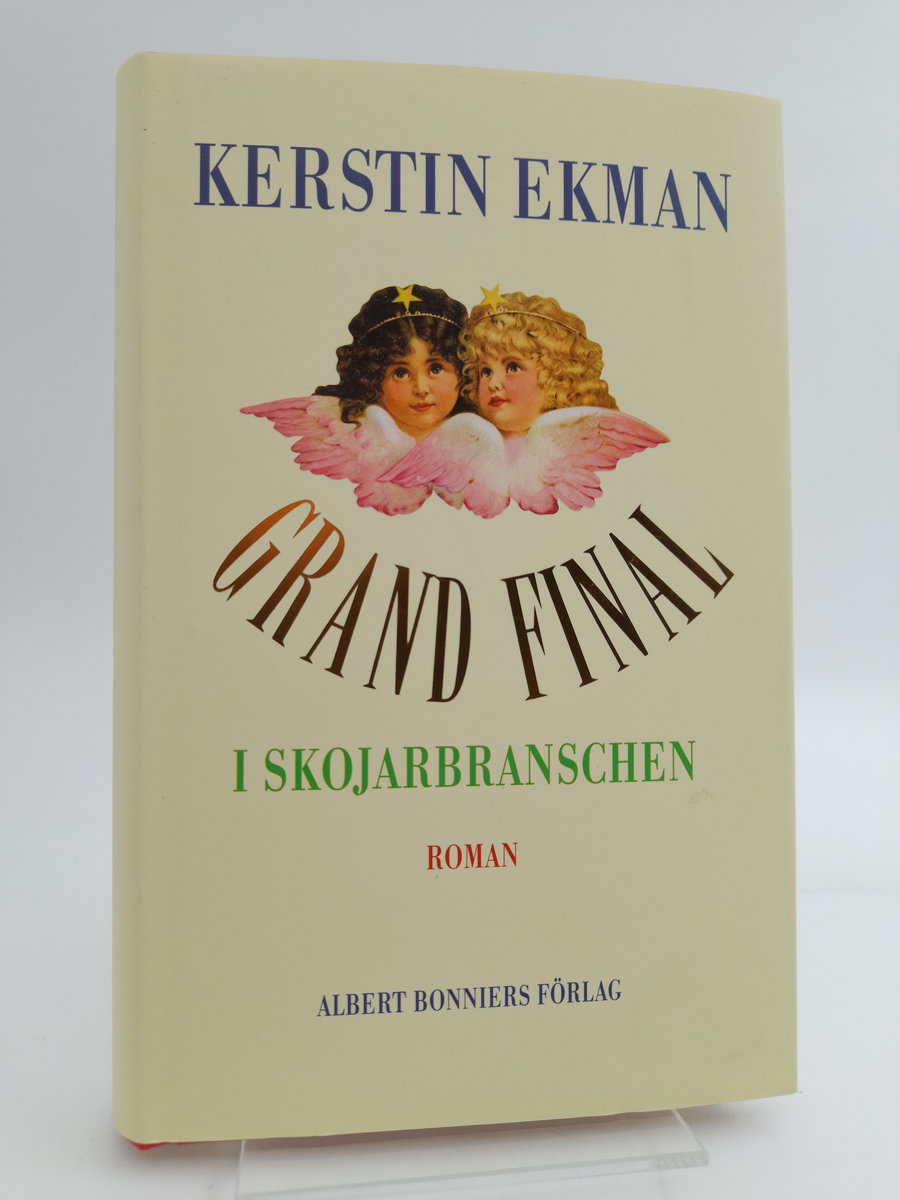 KERSTIN EKMAN
GRAND FINAL
I SKOJARBRANSCHEN
ROMAN
ALBERT BONNIERS FÖRLAG